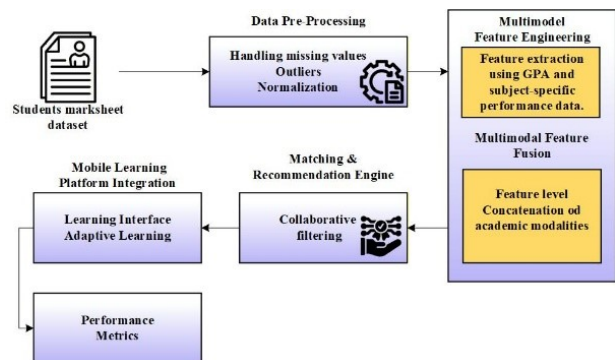 Data Pre-Processing
Handling missing values
Outliers
Normalization
Students marksheet
dataset
Multimodel
Feature Engineering
Feature extraction
using GPA and
subject-specific
performance data.
Multimodal Feature
Fusion
Feature level
Concatenation od
academic modalities
Matching &
Recommendation Engine
Collaborative
filtering
Mobile Learning
Platform Integration
Learning Interface
Adaptive Learning
Performance
Metrics